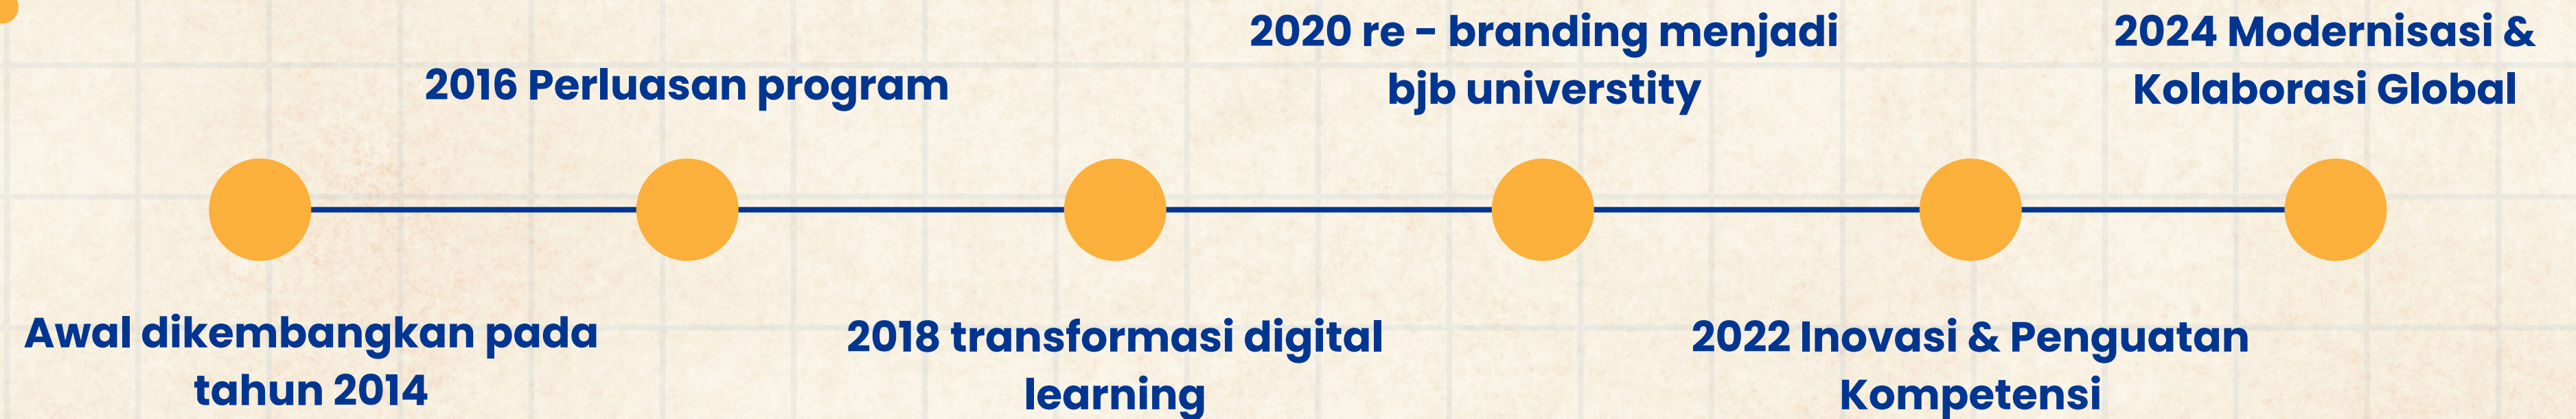 Awal dikembangkan pada
tahun 2014
2016 Perluasan program
2018 transformasi digital
learning
2020 re - branding menjadi
bjb universtity
2022 Inovasi & Penguatan
Kompetensi
2024 Modernisasi &
Kolaborasi Global